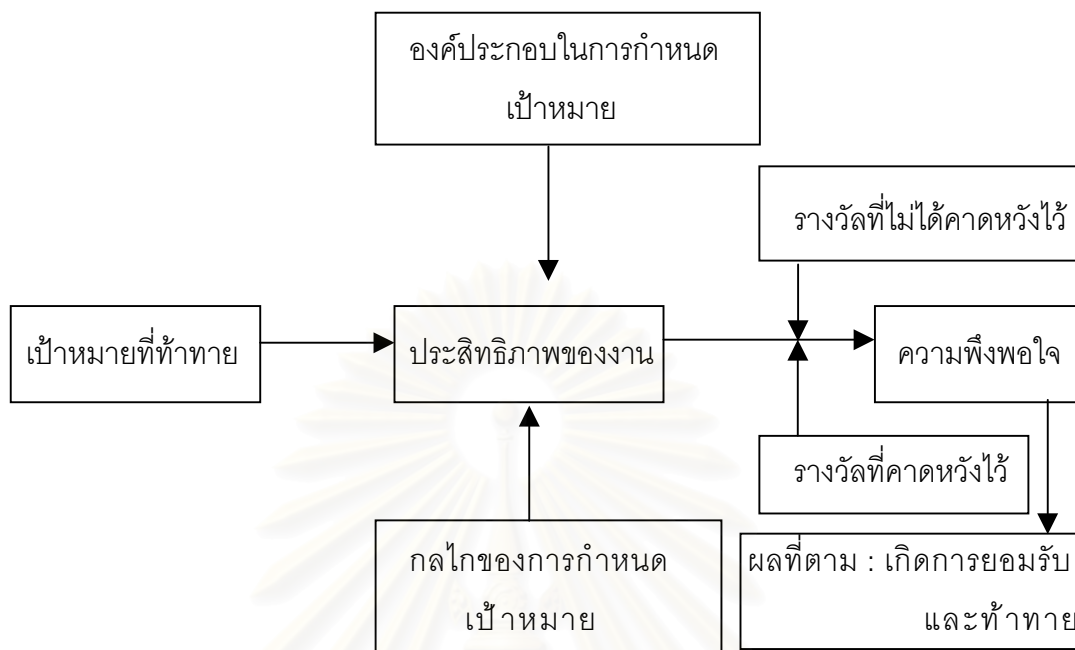 องค์ประกอบในการกำหนด
เป้าหมาย
รางวัลที่ไม่ได้คาดหวังไว้
เป้าหมายที่ท้าทาย
ประสิทธิภาพของงาน
ความพึงพอใจ
รางวัลที่คาดหวังไว้
กลไกของการกำหนด
เป้าหมาย
ผลที่ตาม : เกิดการยอมรับ
และท้าทาย